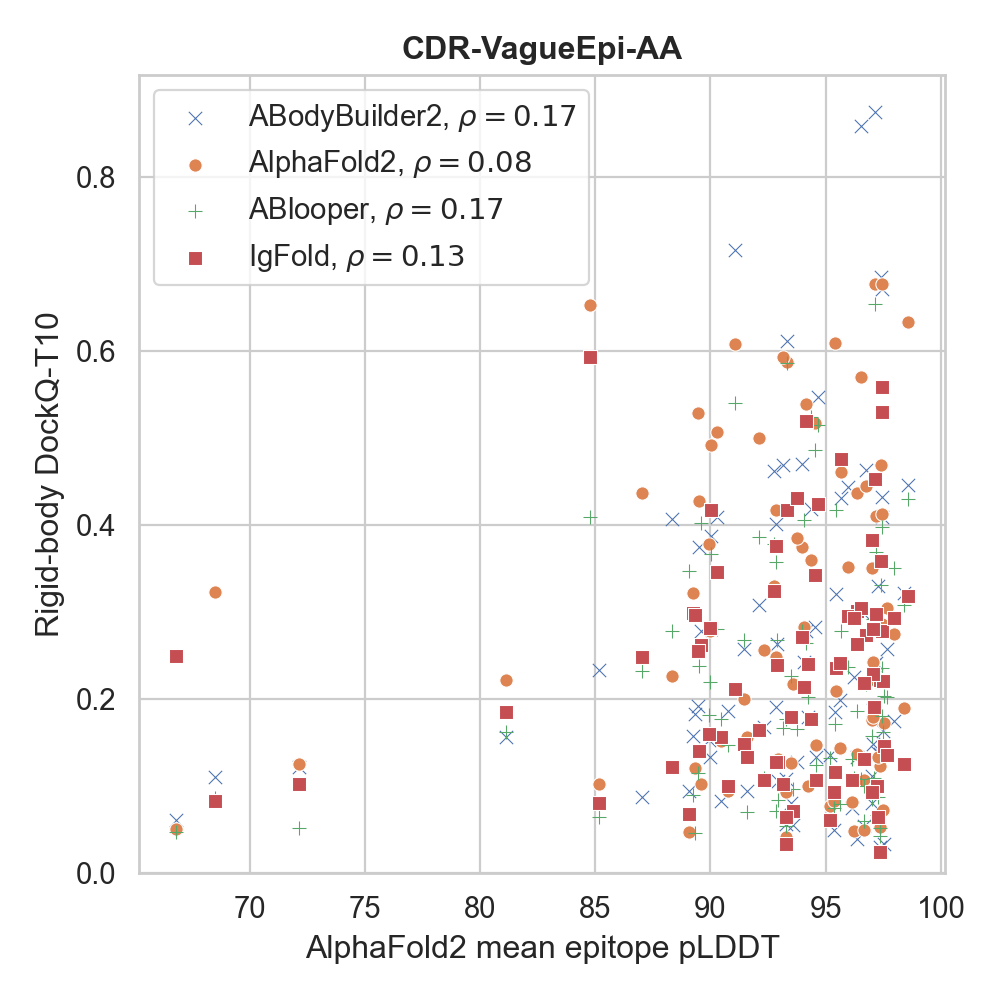 CDR-VagueEpi-AA
ABodyBuilder2, ρ = 0.17
AlphaFold2, ρ = 0.08
ABlooper, ρ = 0.17
IgFold, ρ = 0.13
Rigid-body DockQ-T10
0.8
0.6
0.4
0.2
0.0
70 75 80 85 90 95 100
AlphaFold2 mean epitope pLDDT